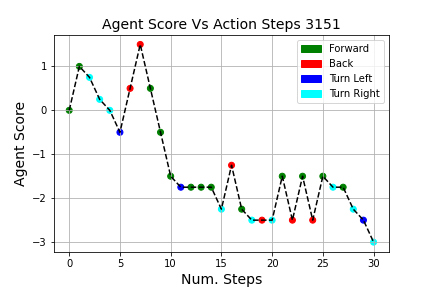 Agent Score Vs Action Steps 3151
Agent Score
1
0
−1
−2
−3
Forward
Back
Turn Left
Turn Right
0 5 10 15 20 25 30
Num. Steps